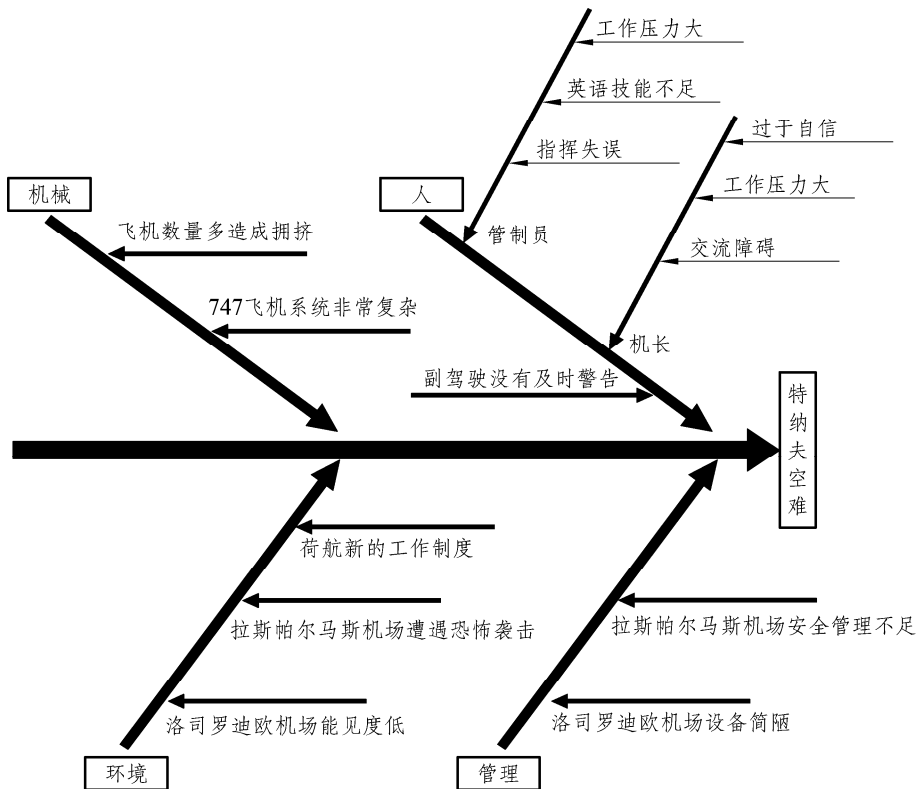 工作压力大
英语技能不足
过于自信
指挥失误
工作压力大
机械
人
飞机数量多造成拥挤
管制员
交流障碍
747飞机系统非常复杂
机长
副驾驶没有及时警告
特纳夫空难
荷航新的工作制度
拉斯帕尔马斯机场遭遇恐怖袭击
拉斯帕尔马斯机场安全管理不足
洛司罗迪欧机场能见度低
洛司罗迪欧机场设备简陋
环境
管理